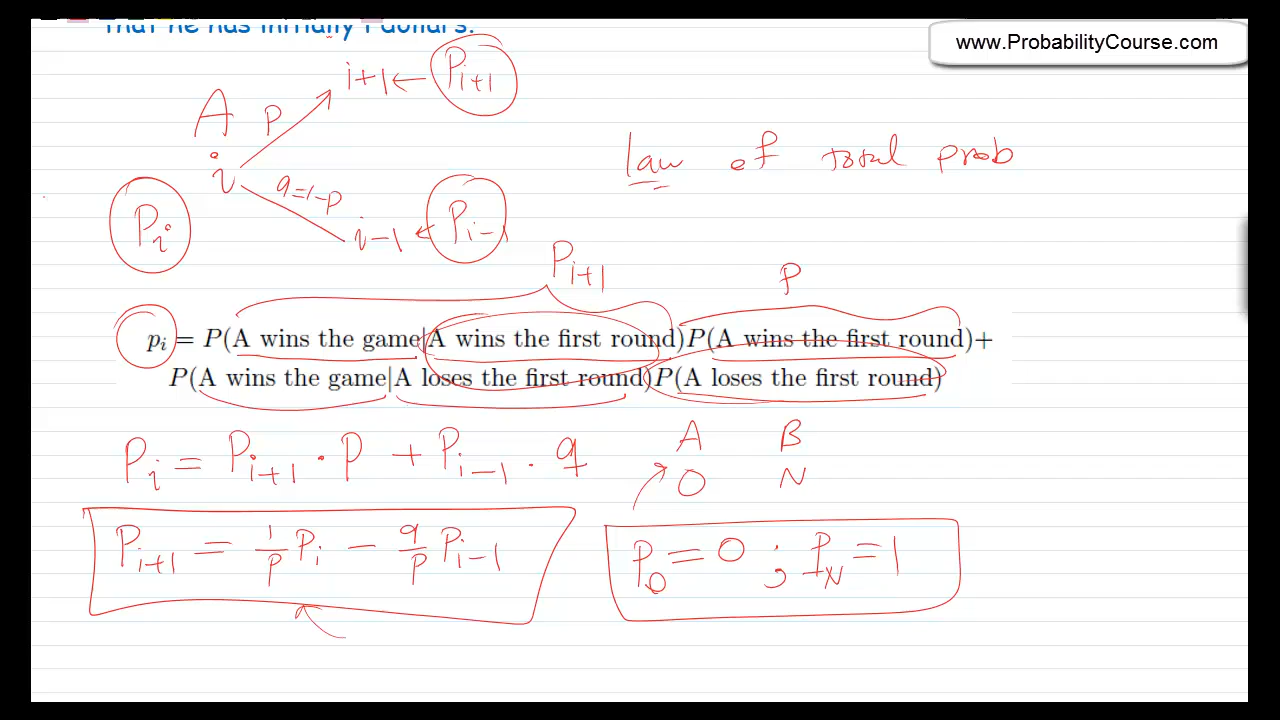 that he has initially i dollars.
www.ProbabilityCourse.com
i+1 ← P_{i+1}
A p
law of total prob
i q=1-p
P_i
i-1 ← P_{i-1}
P_{i+1} P
p_i = P(A wins the game|A wins the first round)P(A wins the first round)+
P(A wins the game|A loses the first round)P(A loses the first round)
P_i = P_{i+1} · p + P_{i-1} · q
A B
0 N
P_{i+1} = 1/p P_i - q/p P_{i-1}
P_0 = 0 ; P_N = 1